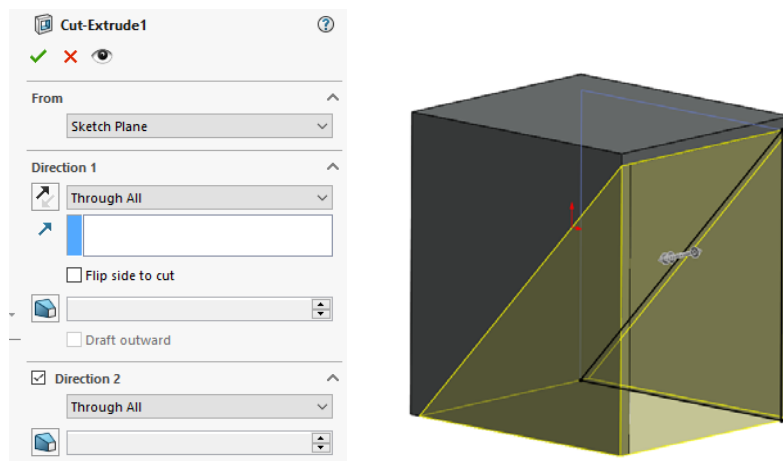 Cut-Extrude1
From
Sketch Plane
Direction 1
Through All
Flip side to cut
Draft outward
Direction 2
Through All